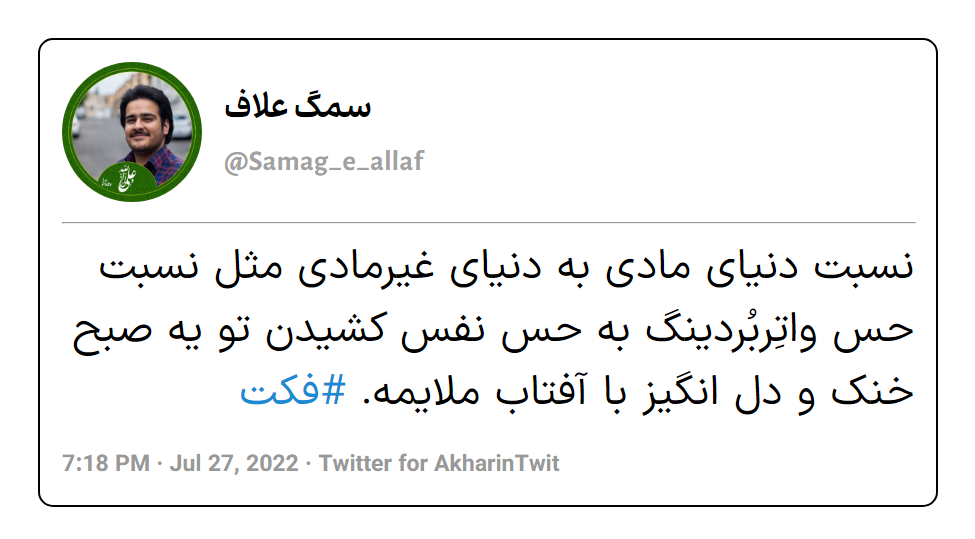 سمگ علاف
@Samag_e_allaf
نسبت دنیای مادی به دنیای غیرمادی مثل نسبت
حس واتِربُردینگ به حس نفس کشیدن تو یه صبح
خنک و دل انگیز با آفتاب ملایمه. #فکت
7:18 PM · Jul 27, 2022 · Twitter for AkharinTwit